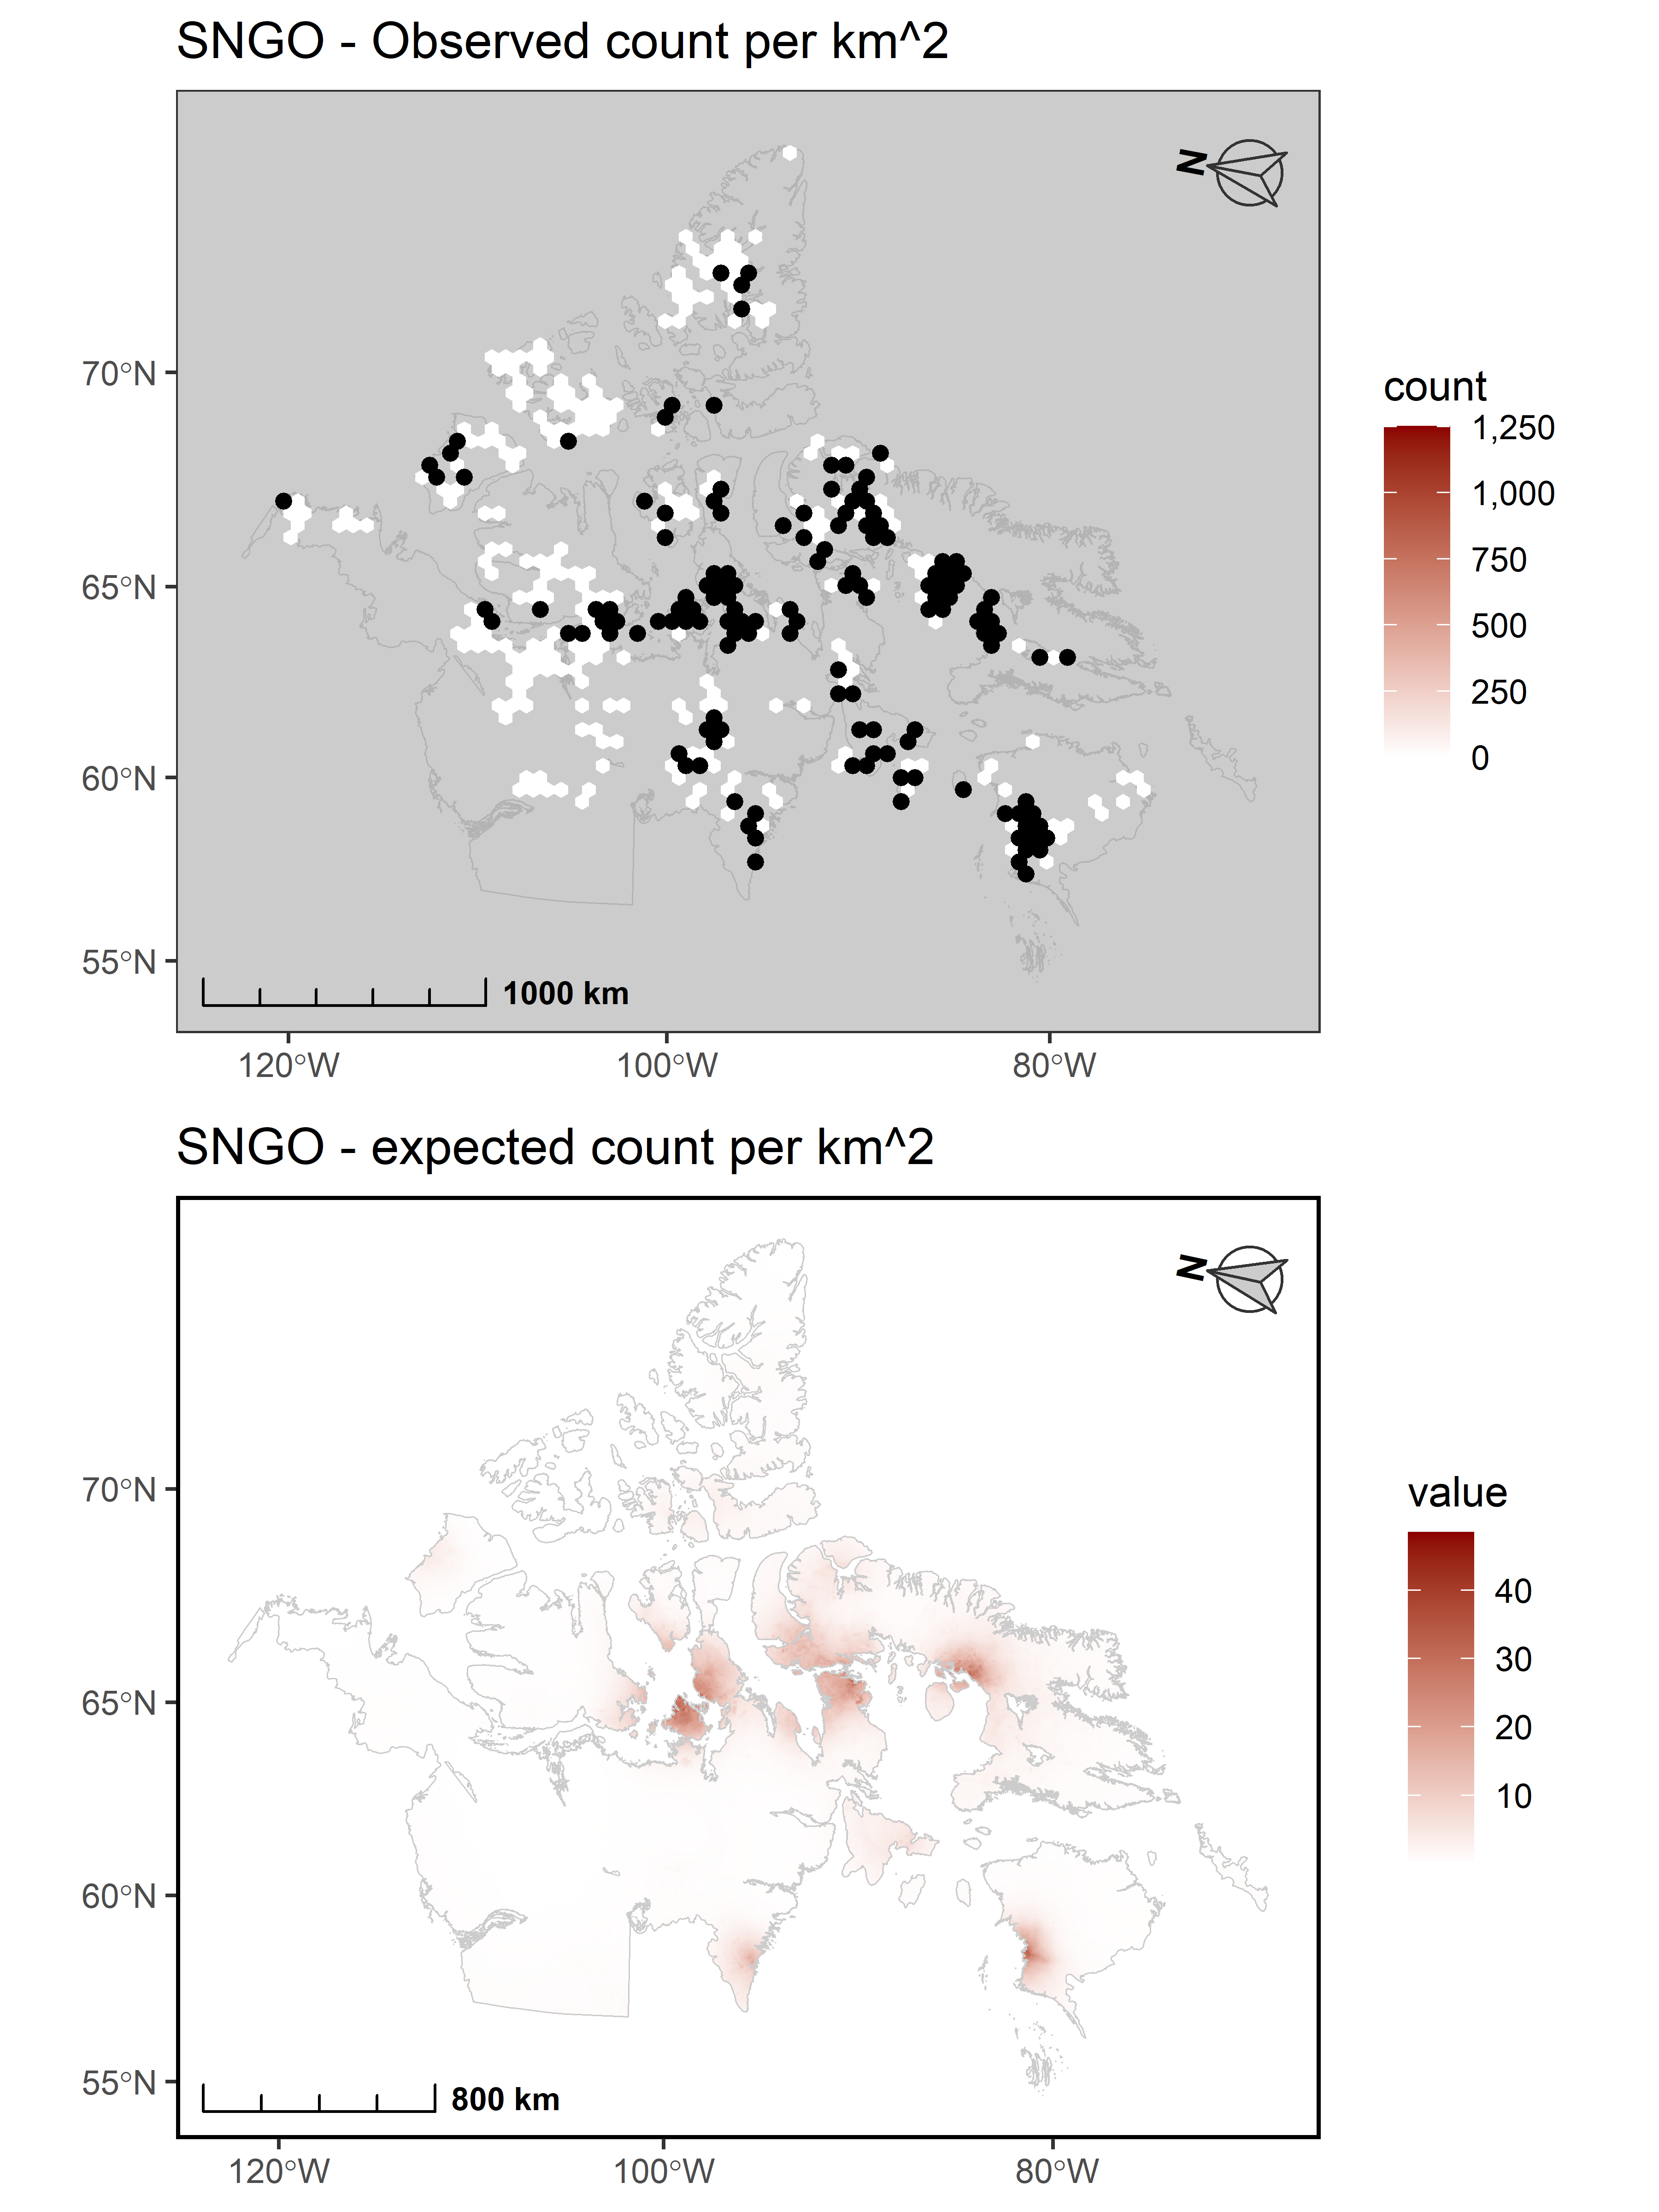 SNGO - Observed count per km^2
N
70°N
65°N
60°N
55°N
1000 km
120°W
100°W
80°W
count
1,250
1,000
750
500
250
0
SNGO - expected count per km^2
N
70°N
65°N
60°N
55°N
800 km
120°W
100°W
80°W
value
40
30
20
10